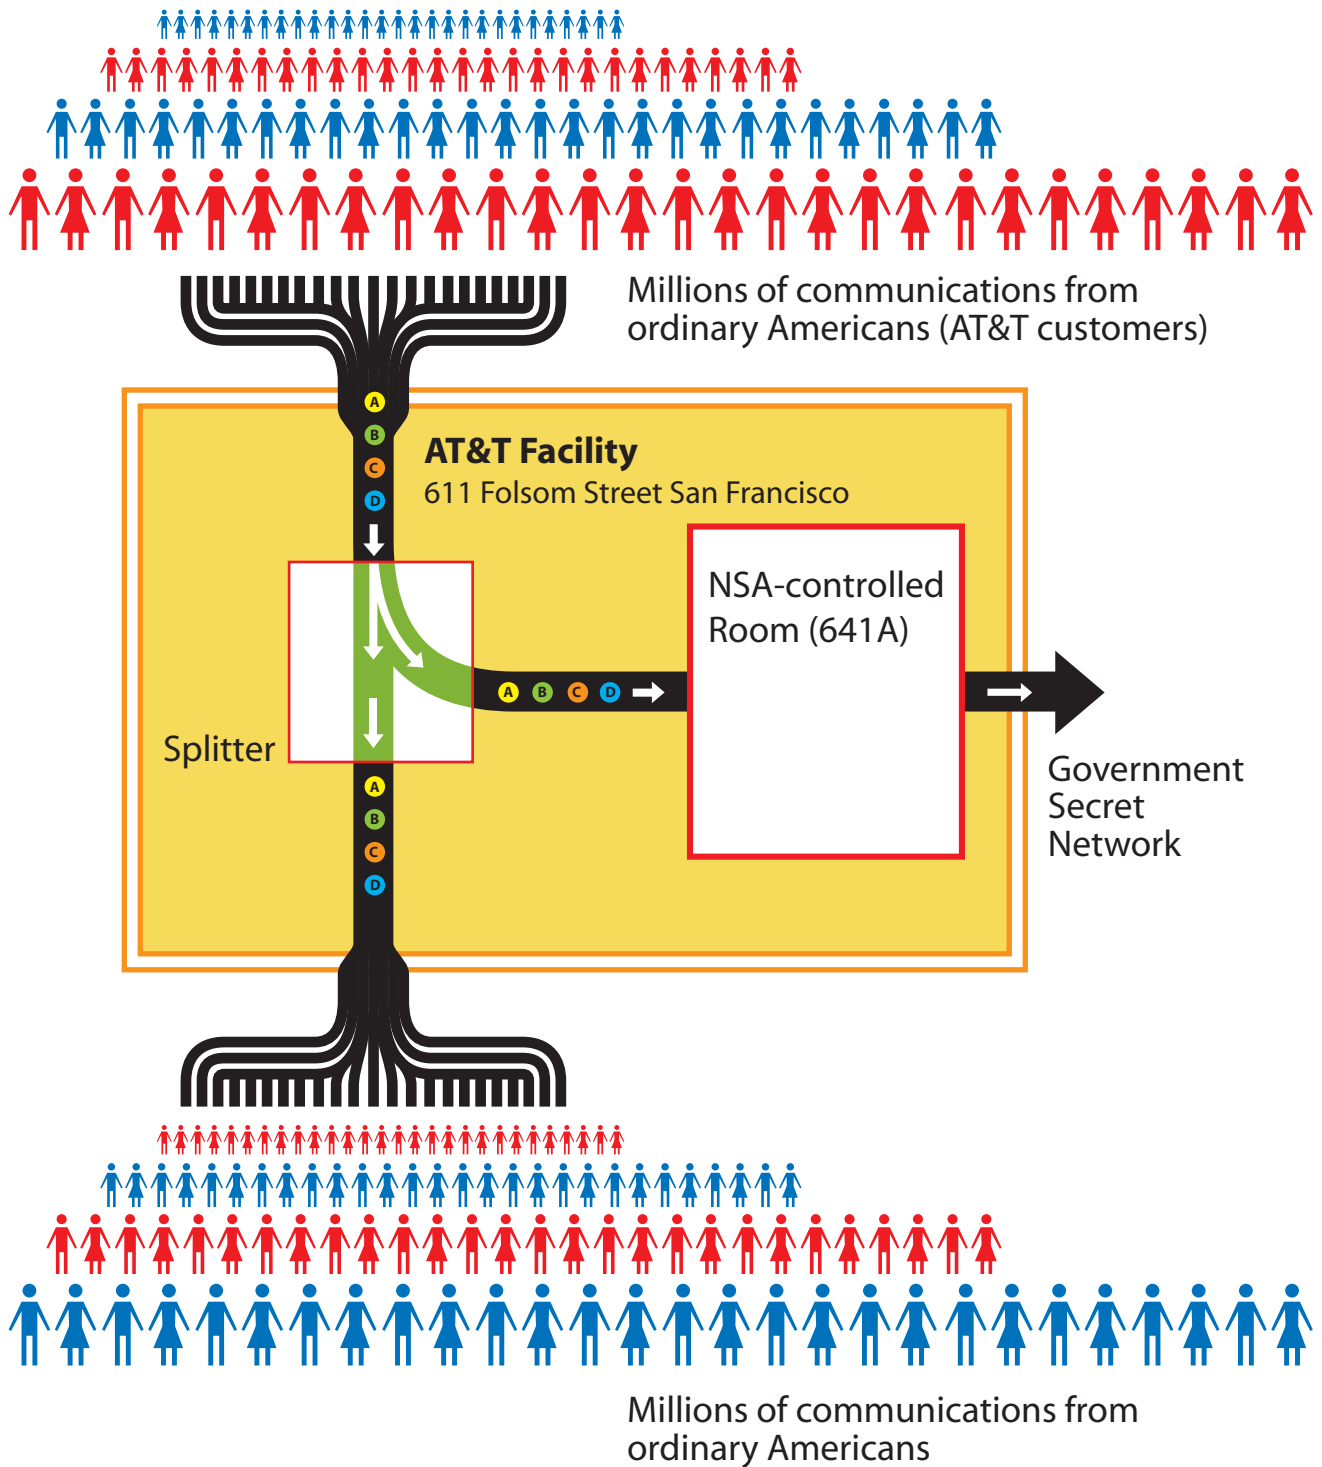 Millions of communications from
ordinary Americans (AT&T customers)
A
B
C
D
AT&T Facility
611 Folsom Street San Francisco
NSA-controlled
Room (641A)
A B C D
Splitter
Government
Secret
Network
A
B
C
D
Millions of communications from
ordinary Americans